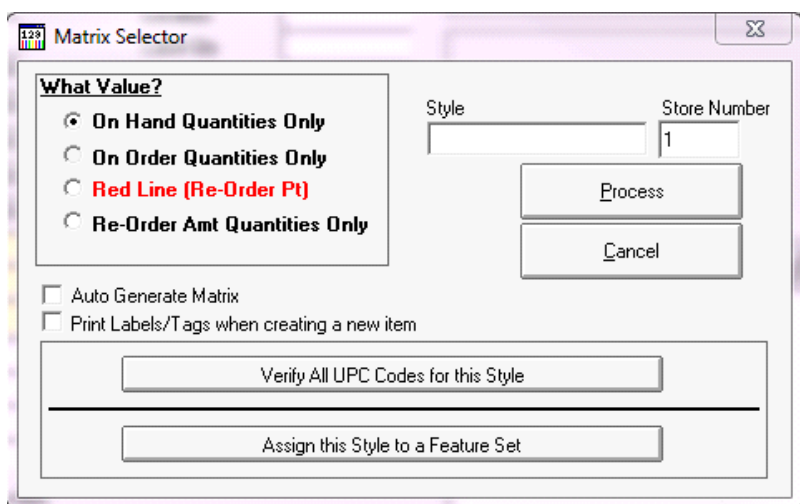 123
Matrix Selector
What Value?
On Hand Quantities Only
On Order Quantities Only
Red Line (Re-Order Pt)
Re-Order Amt Quantities Only
Style
Store Number
1
Process
Cancel
Auto Generate Matrix
Print Labels/Tags when creating a new item
Verify All UPC Codes for this Style
Assign this Style to a Feature Set